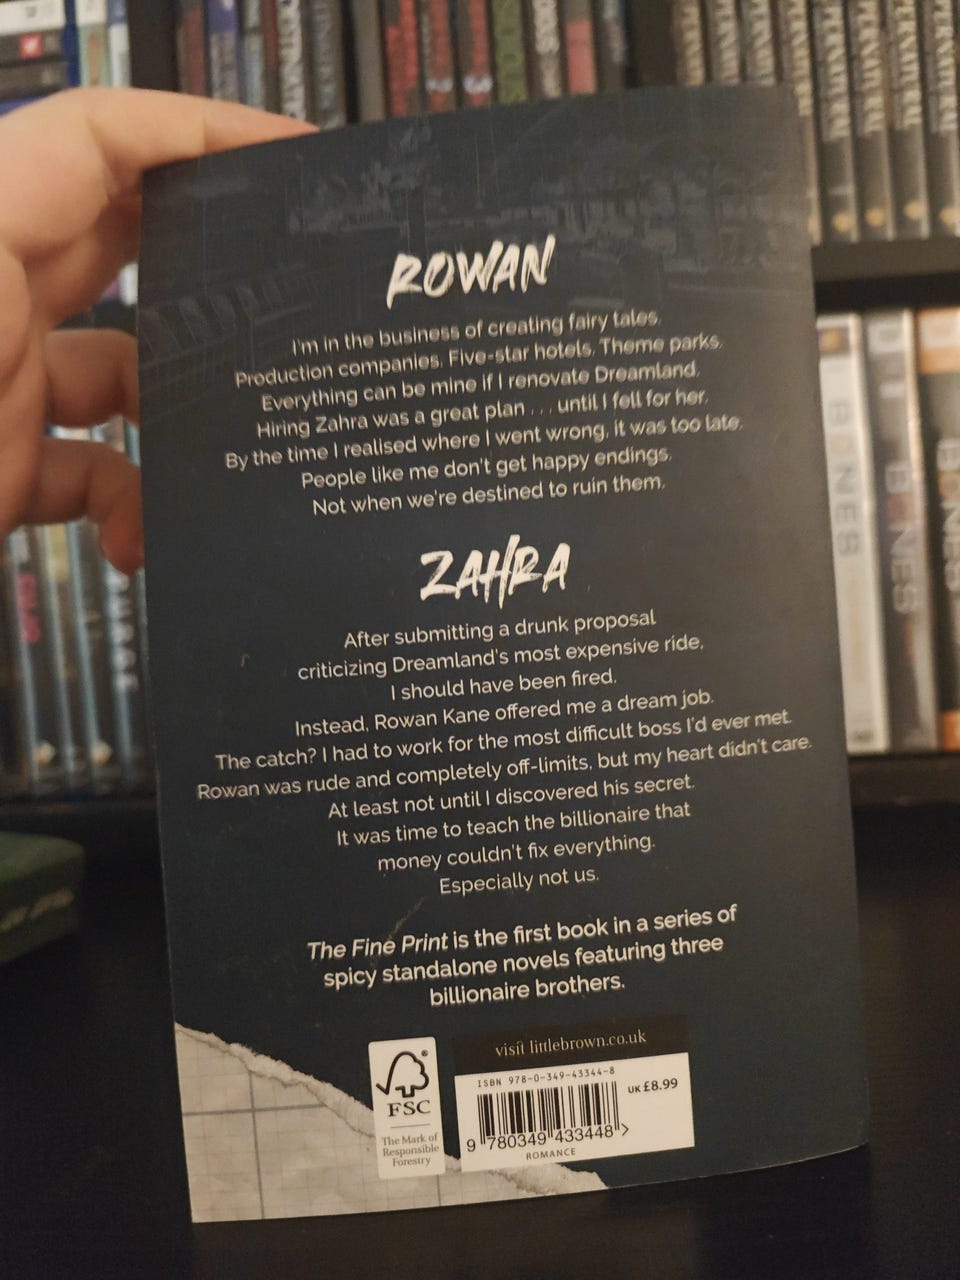 ROWAN
I'm in the business of creating fairy tales.
Production companies. Five-star hotels. Theme parks.
Everything can be mine if I renovate Dreamland.
Hiring Zahra was a great plan . . . until I fell for her.
By the time I realised where I went wrong, it was too late.
People like me don't get happy endings.
Not when we're destined to ruin them.
ZAHRA
After submitting a drunk proposal
criticizing Dreamland's most expensive ride,
I should have been fired.
Instead, Rowan Kane offered me a dream job.
The catch? I had to work for the most difficult boss I'd ever met.
Rowan was rude and completely off-limits, but my heart didn't care.
At least not until I discovered his secret.
It was time to teach the billionaire that
money couldn't fix everything.
Especially not us.
The Fine Print is the first book in a series of
spicy standalone novels featuring three
billionaire brothers.
visit littlebrown.co.uk
FSC
The Mark of
Responsible
Forestry
ISBN 978-0-349-43344-8
UK £8.99
9 780349 433448 >
ROMANCE
BONES
BONES
BONES